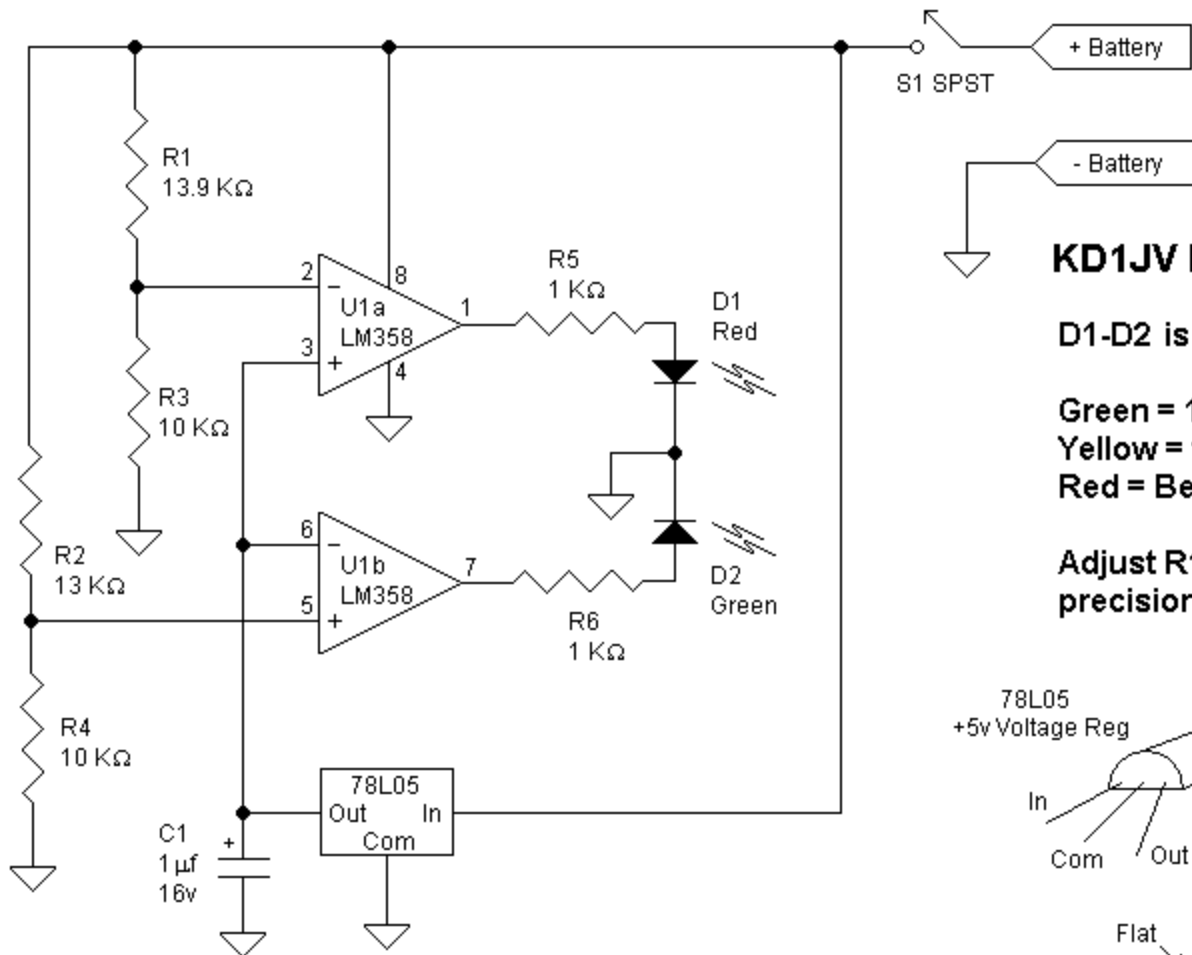 + Battery
S1 SPST
- Battery
R1
13.9 KΩ
R3
10 KΩ
R2
13 KΩ
R4
10 KΩ
2
3
8
4
1
−
+
U1a
LM358
R5
1 KΩ
D1
Red
6
5
7
−
+
U1b
LM358
R6
1 KΩ
D2
Green
C1
+
1 µf
16v
78L05
Out In
Com
KD1JV
D1-D2 is
Green = 1
Yellow =
Red = Be
Adjust R1
precision
78L05
+5v Voltage Reg
In
Com
Out
Flat